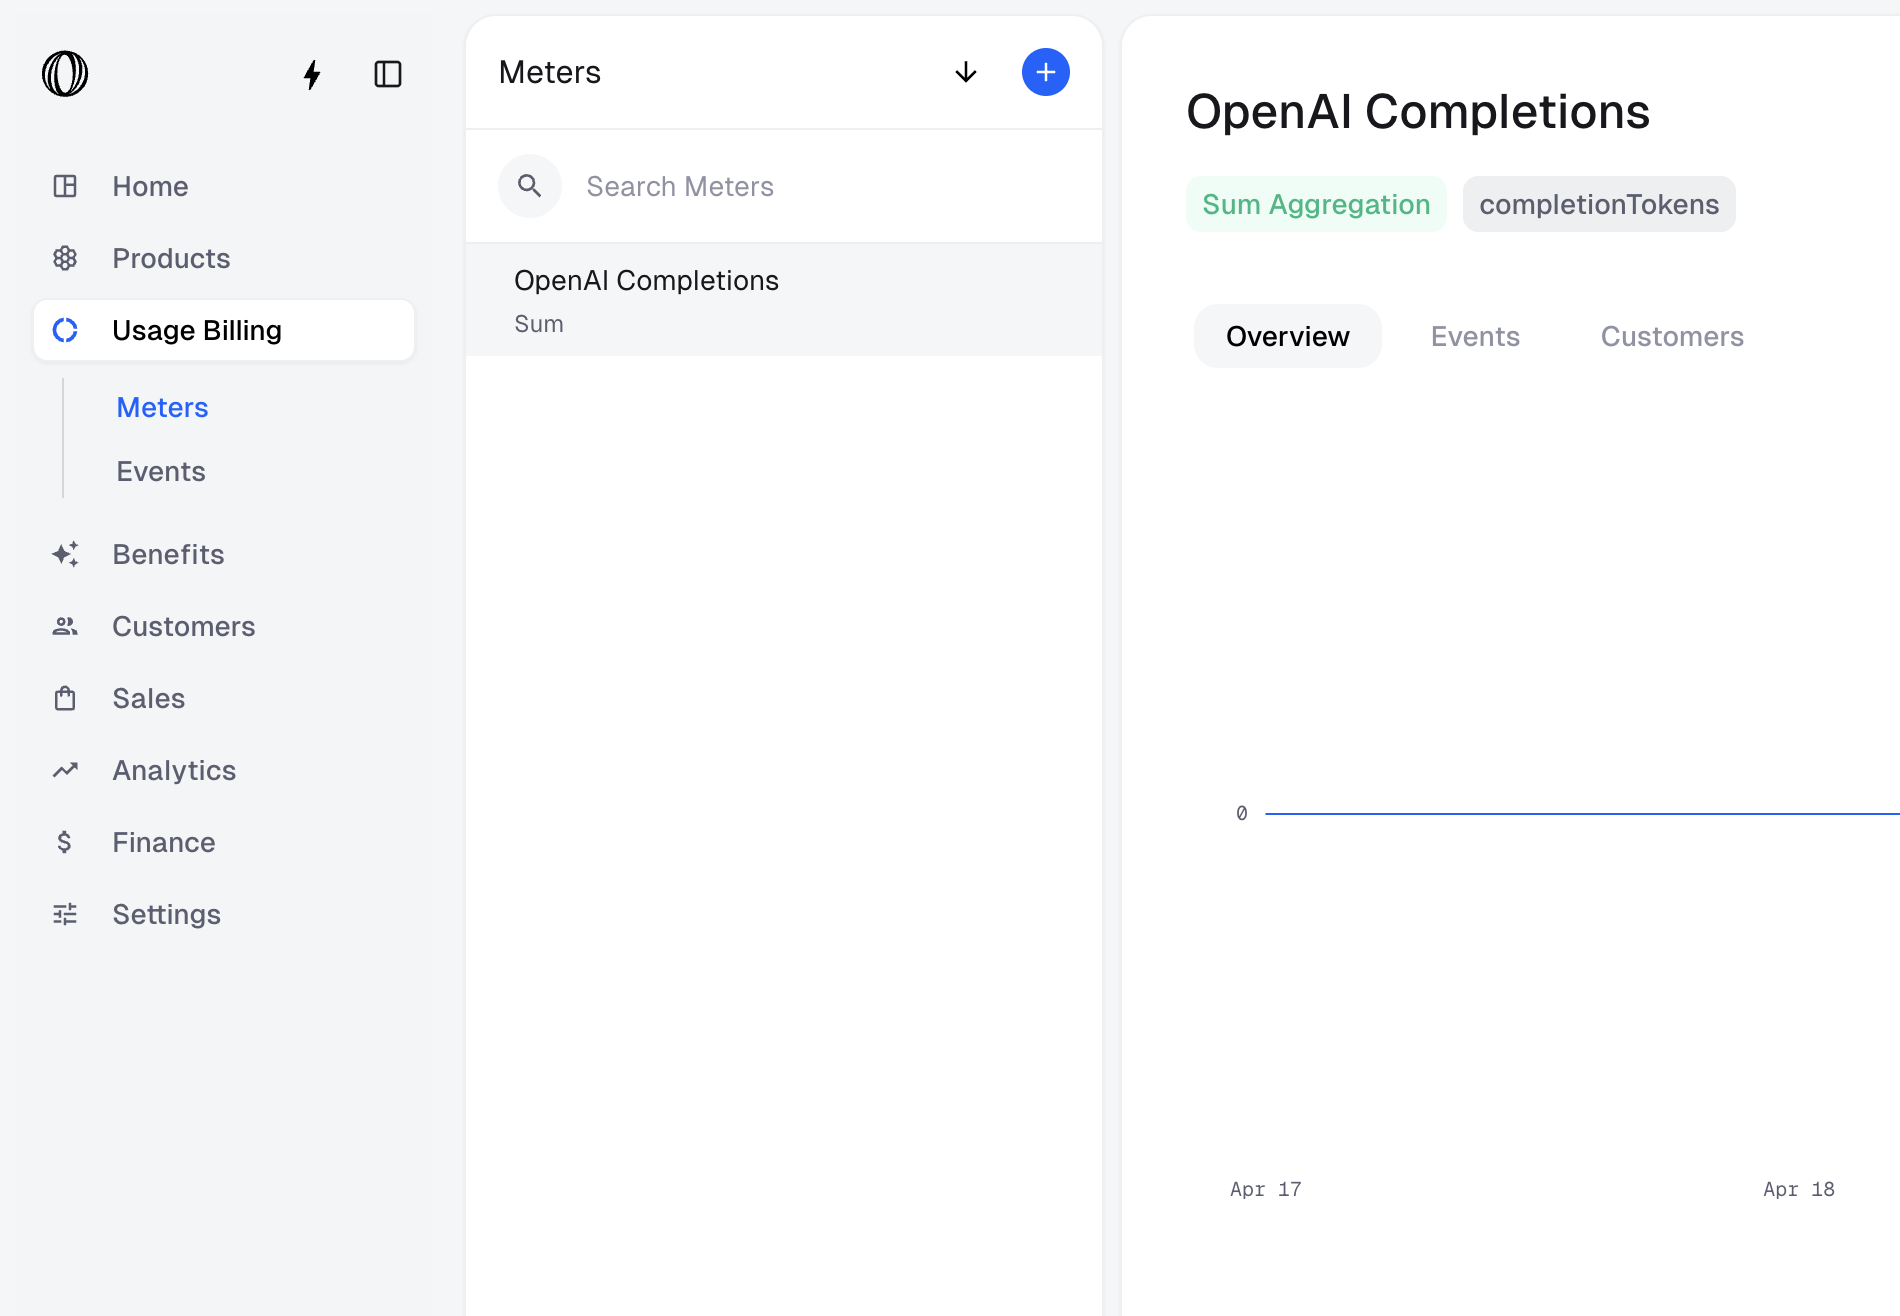 Home
Products
Usage Billing
Meters
Events
Benefits
Customers
Sales
Analytics
Finance
Settings
Meters
Search Meters
OpenAI Completions
Sum
OpenAI Completions
Sum Aggregation completionTokens
Overview Events Customers
0
Apr 17 Apr 18